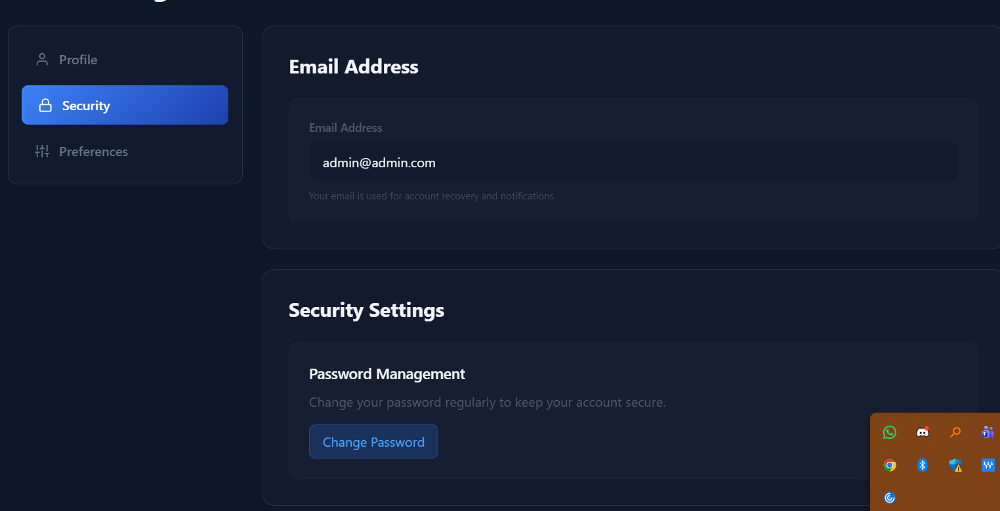 Profile
Security
Preferences
Email Address
Email Address
admin@admin.com
Your email is used for account recovery and notifications
Security Settings
Password Management
Change your password regularly to keep your account secure.
Change Password